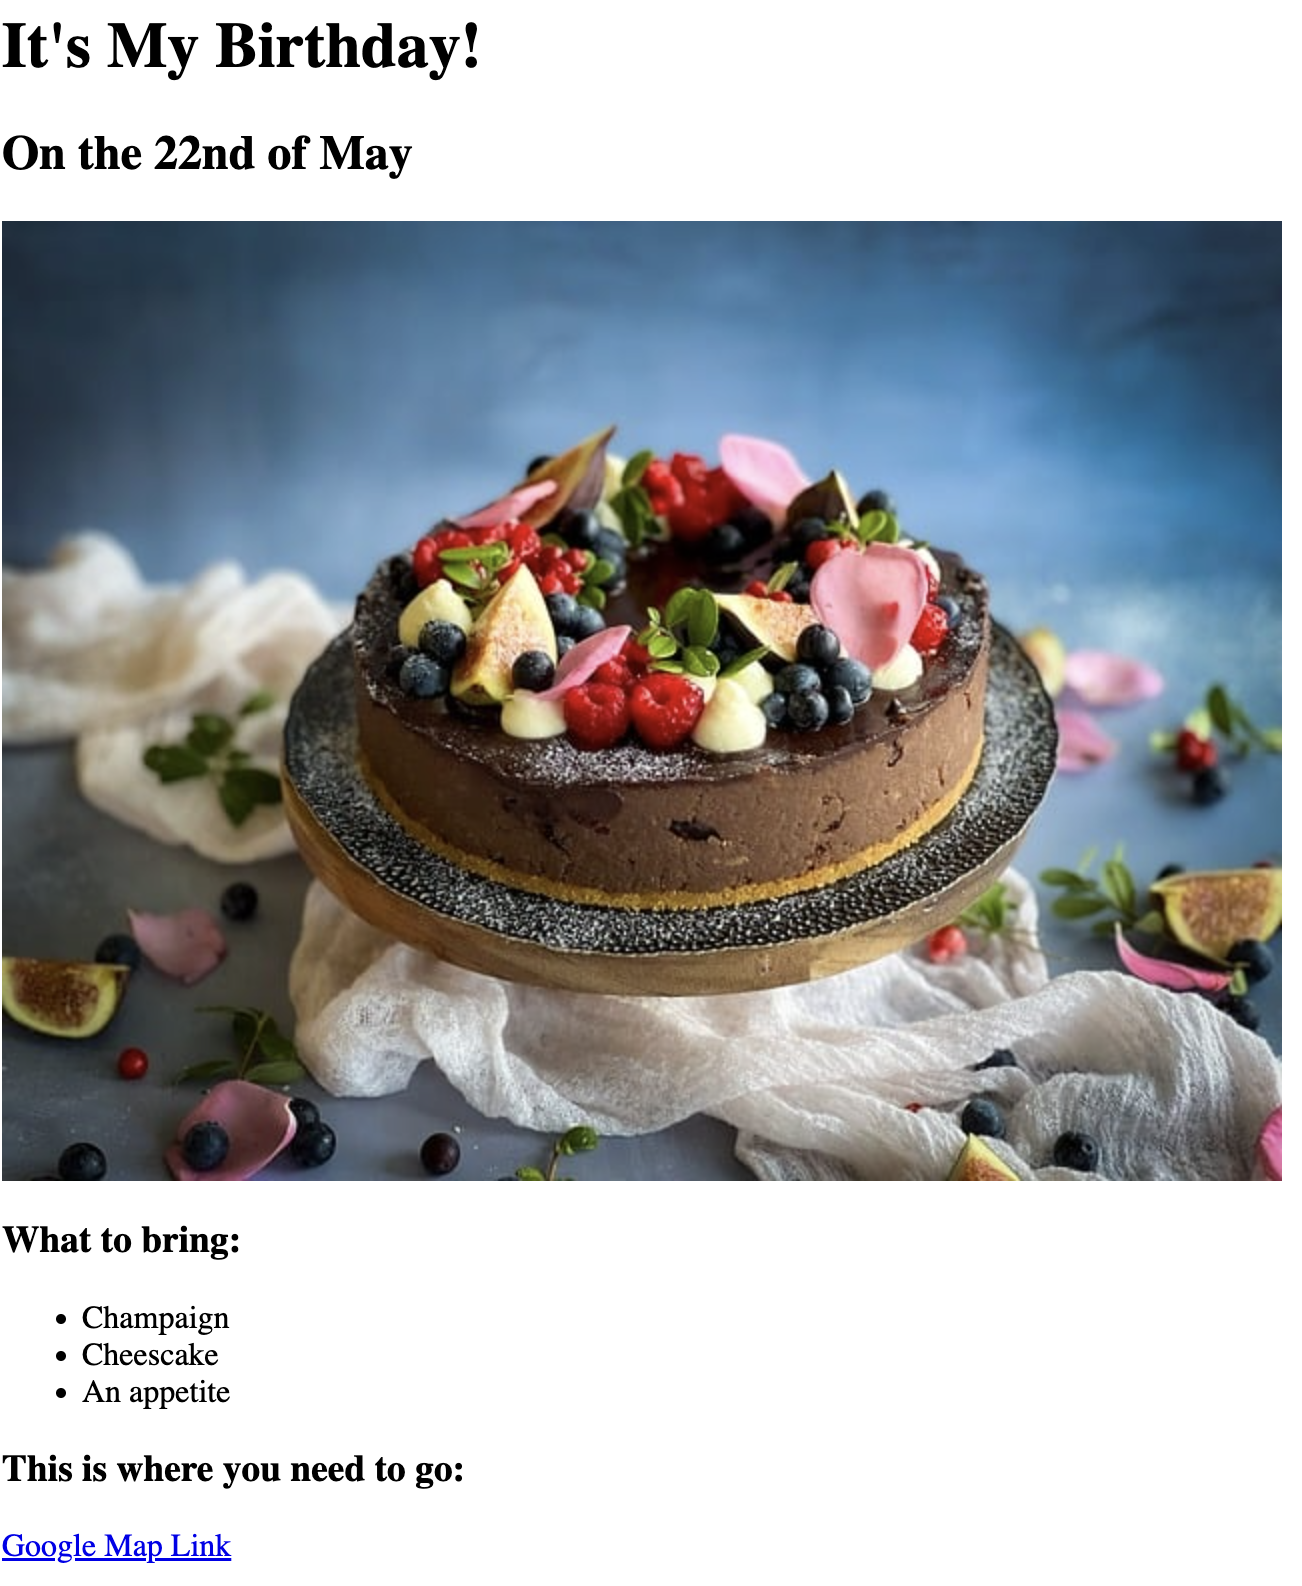 It's My Birthday!
On the 22nd of May
What to bring:
Champaign
Cheescake
An appetite
This is where you need to go:
Google Map Link